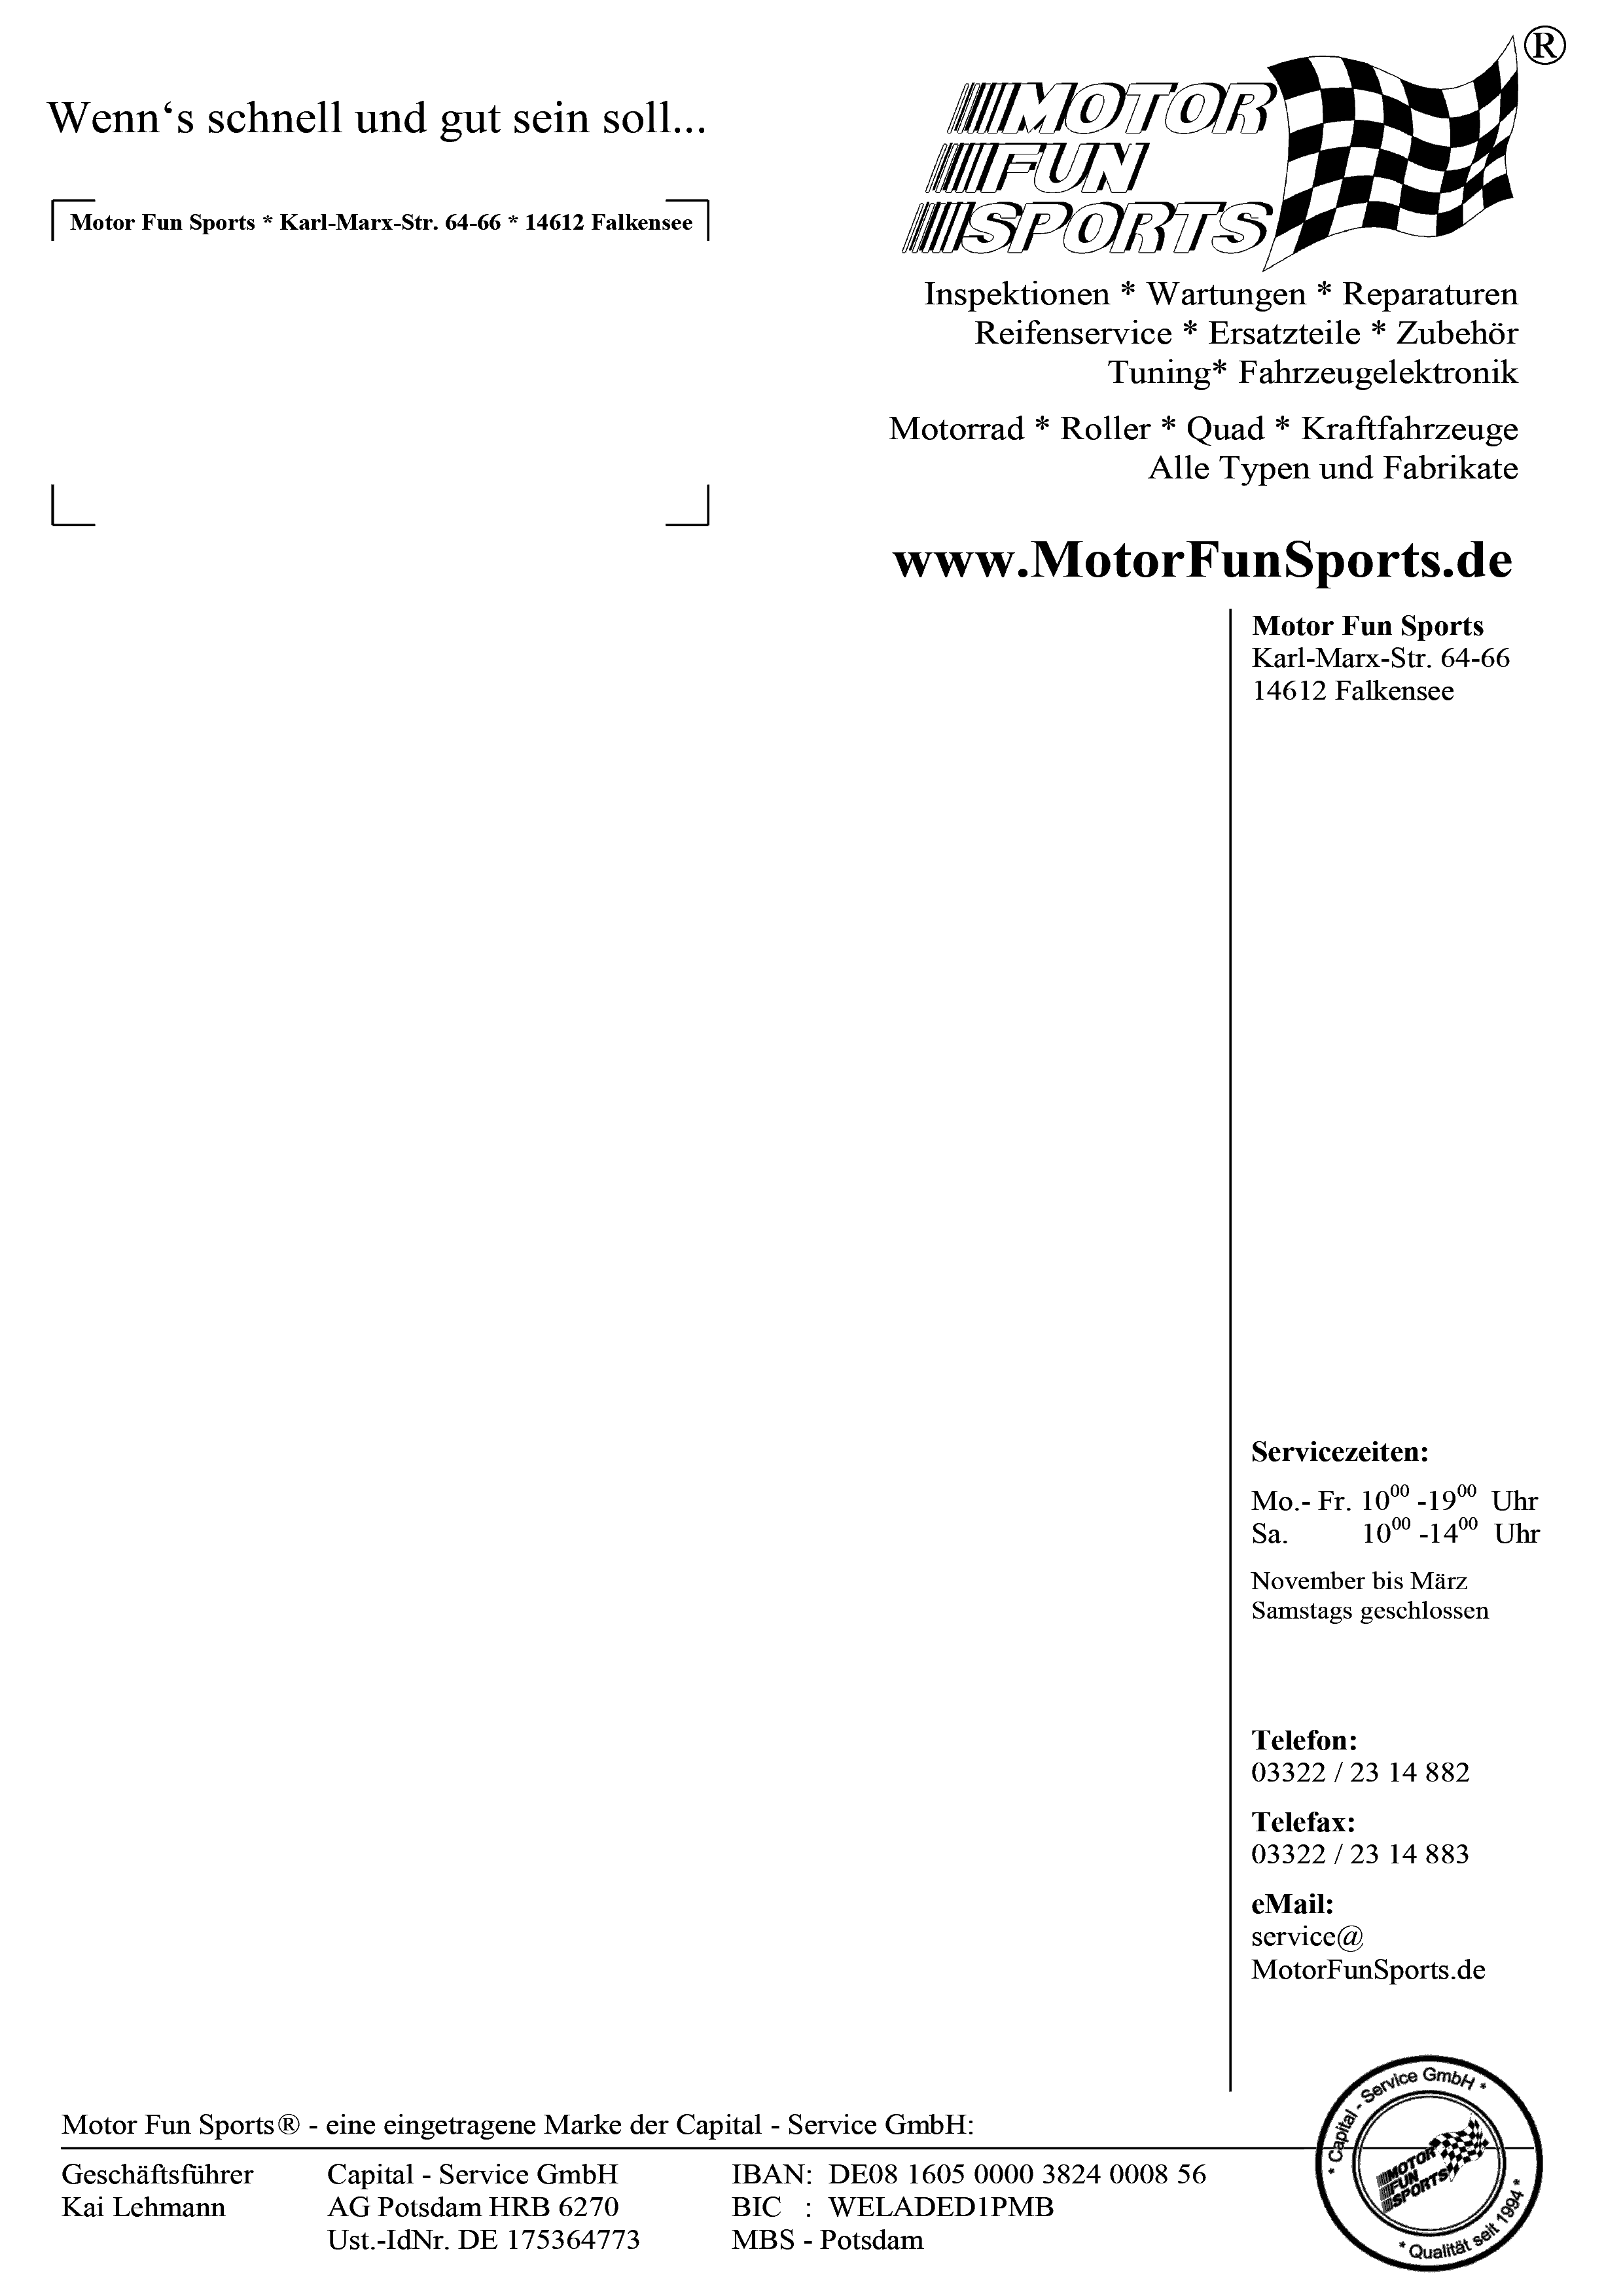 Wenn‘s schnell und gut sein soll...
Motor Fun Sports * Karl-Marx-Str. 64-66 * 14612 Falkensee
MOTOR
FUN
SPORTS
®
Inspektionen * Wartungen * Reparaturen
Reifenservice * Ersatzteile * Zubehör
Tuning* Fahrzeugelektronik
Motorrad * Roller * Quad * Kraftfahrzeuge
Alle Typen und Fabrikate
www.MotorFunSports.de
Motor Fun Sports
Karl-Marx-Str. 64-66
14612 Falkensee
Servicezeiten:
Mo.- Fr. 10⁰⁰ -19⁰⁰ Uhr
Sa. 10⁰⁰ -14⁰⁰ Uhr
November bis März
Samstags geschlossen
Telefon:
03322 / 23 14 882
Telefax:
03322 / 23 14 883
eMail:
service@
MotorFunSports.de
Motor Fun Sports® - eine eingetragene Marke der Capital - Service GmbH:
Geschäftsführer
Kai Lehmann
Capital - Service GmbH
AG Potsdam HRB 6270
Ust.-IdNr. DE 175364773
IBAN: DE08 1605 0000 3824 0008 56
BIC : WELADED1PMB
MBS - Potsdam
* Capital - Service GmbH *
MOTOR
FUN
SPORTS
* Qualität seit 1994 *